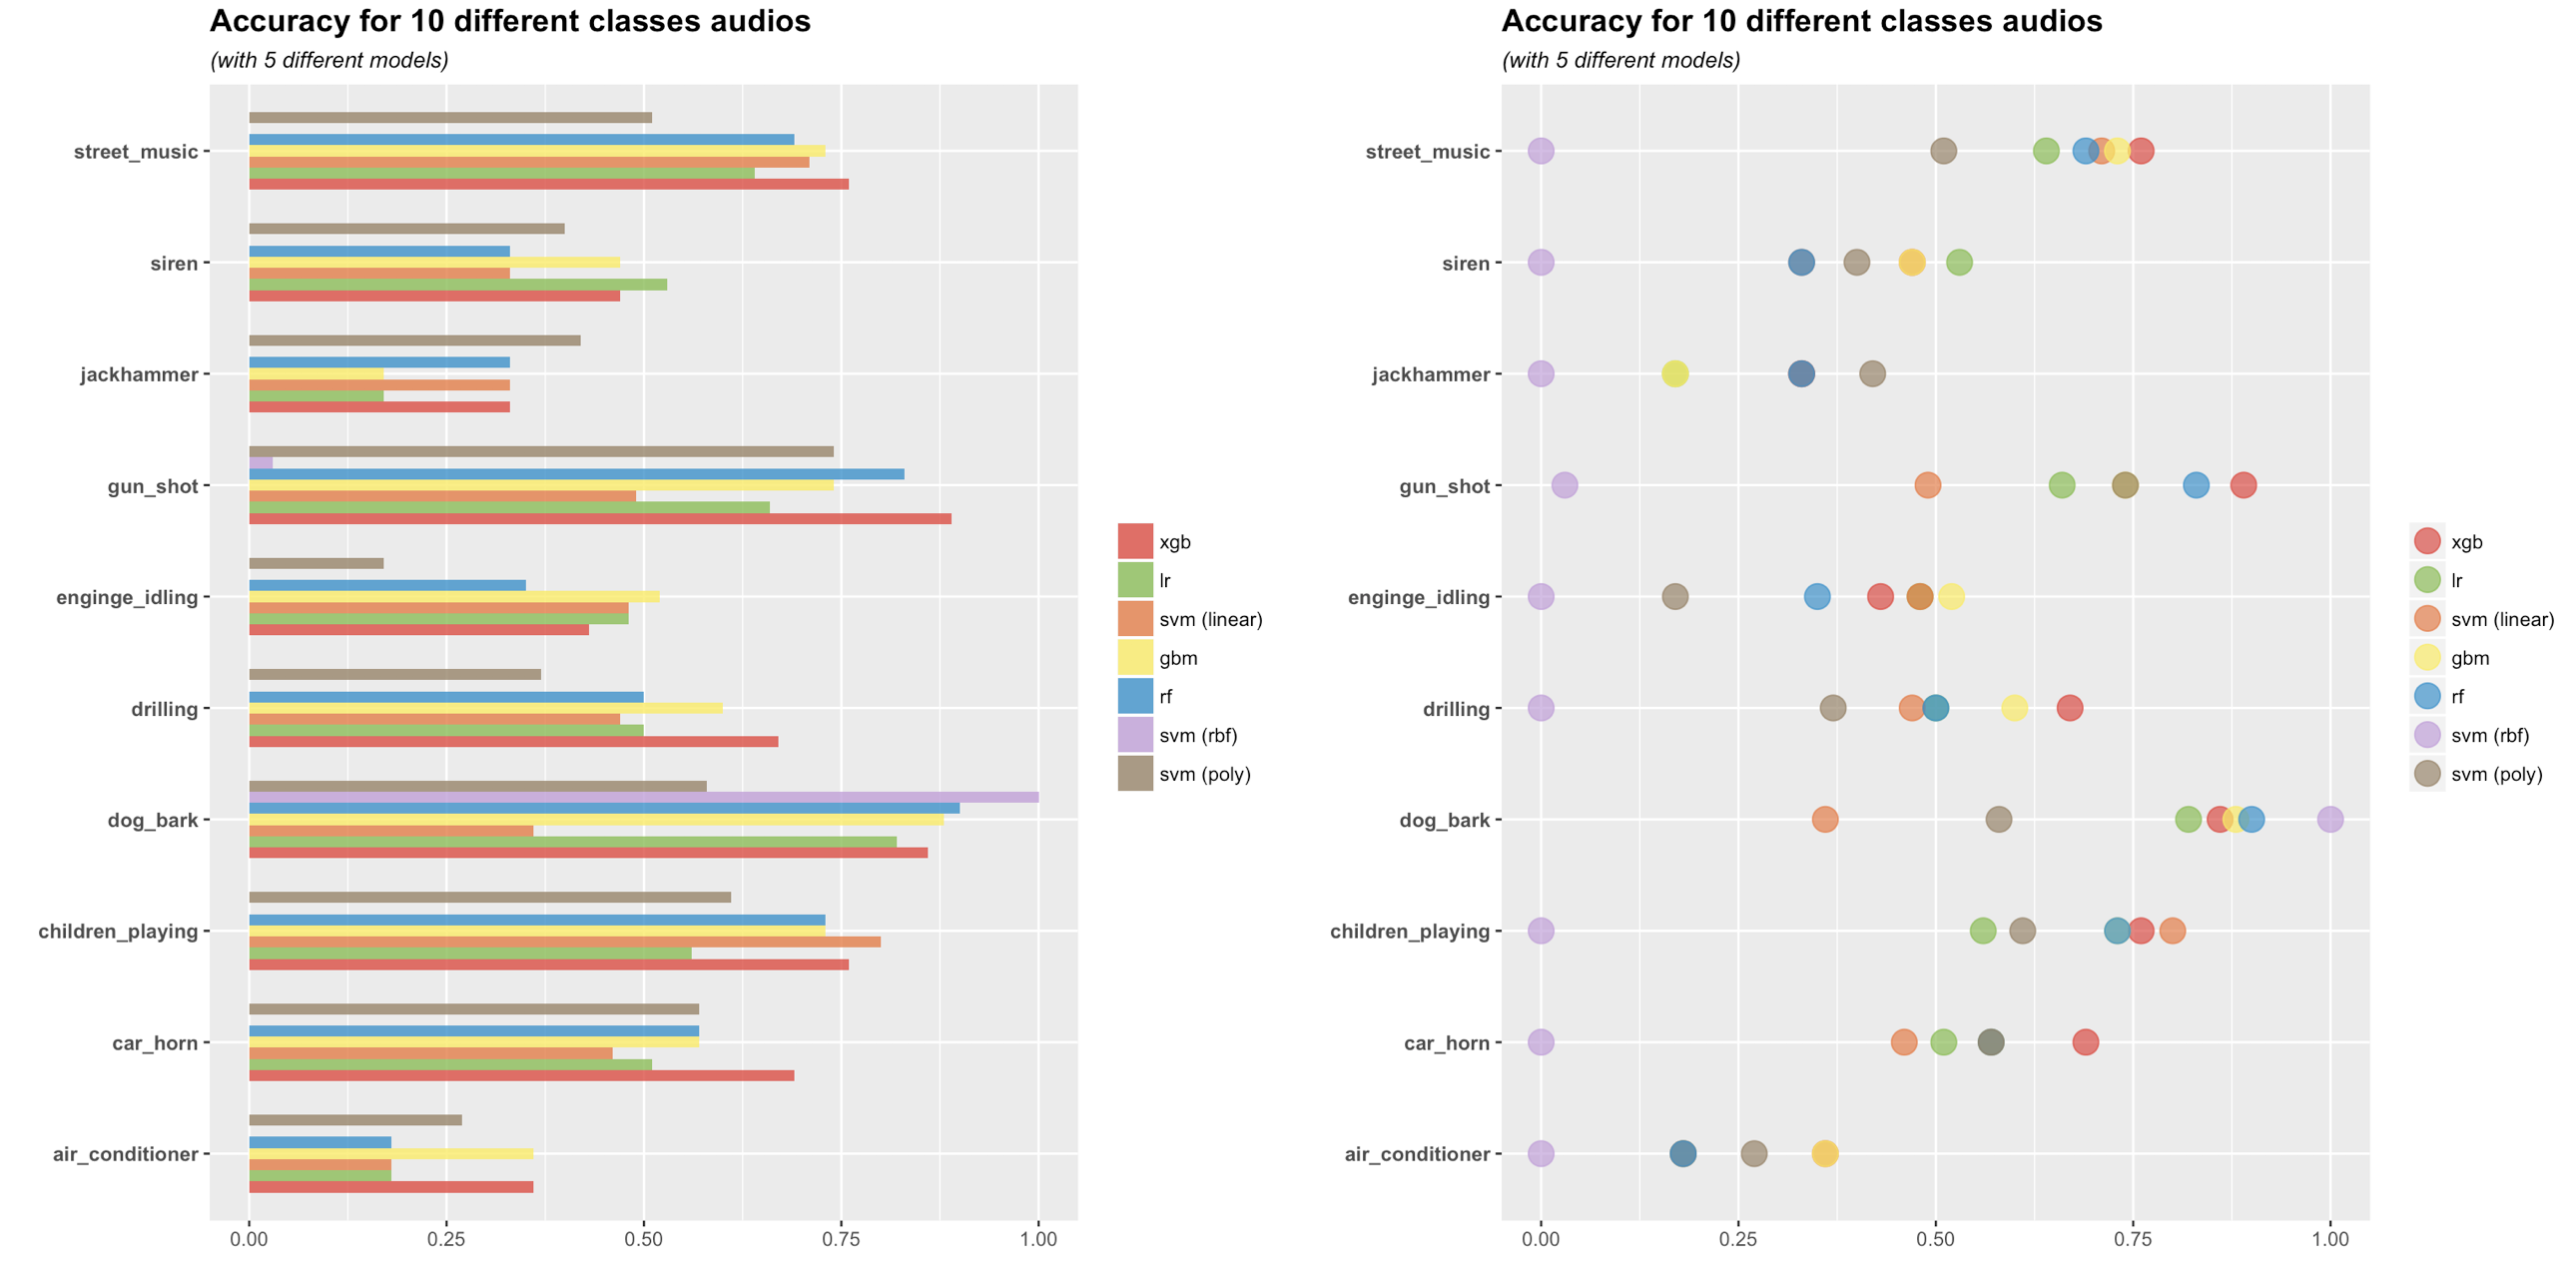 Accuracy for 10 different classes audios
(with 5 different models)
street_music
siren
jackhammer
gun_shot
enginge_idling
drilling
dog_bark
children_playing
car_horn
air_conditioner
0.00 0.25 0.50 0.75 1.00
xgb
lr
svm (linear)
gbm
rf
svm (rbf)
svm (poly)
Accuracy for 10 different classes audios
(with 5 different models)
street_music
siren
jackhammer
gun_shot
enginge_idling
drilling
dog_bark
children_playing
car_horn
air_conditioner
0.00 0.25 0.50 0.75 1.00
xgb
lr
svm (linear)
gbm
rf
svm (rbf)
svm (poly)